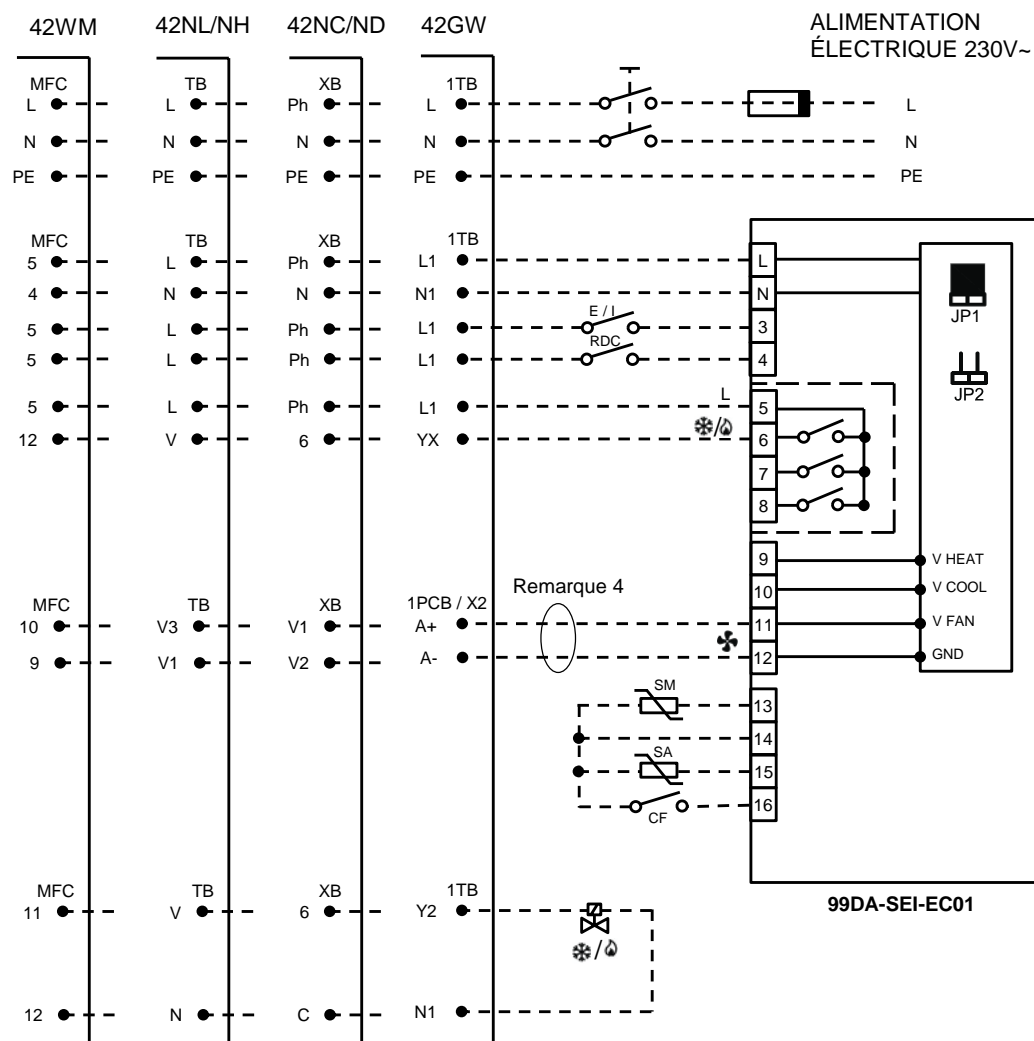 42WM 42NL/NH 42NC/ND 42GW ALIMENTATION
ÉLECTRIQUE 230V~
MFC TB XB 1TB
L L Ph L L
N N N N N
PE PE PE PE PE
MFC TB XB 1TB
5 L Ph L1 L
4 N N N1 N
JP1
E / I
5 L Ph L1 3
RDC
5 L Ph L1 4
JP2
L
5 L Ph L1 5
12 V 6 YX / 6
7
8
9 V HEAT
Remarque 4
10 V COOL
MFC TB XB 1PCB / X2
10 V3 V1 A+ 11 V FAN
9 V1 V2 A- 12 GND
SM
13
14
SA
15
16
CF
MFC TB XB 1TB
11 V 6 Y2
99DA-SEI-EC01
/
12 N C N1